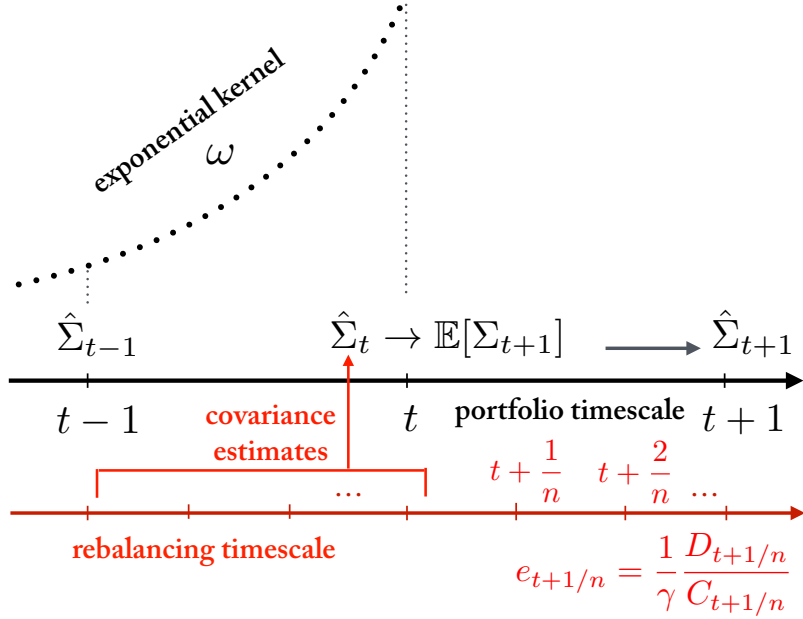 exponential kernel
ω
Σ̂_{t−1}
Σ̂_t → 𝔼[Σ_{t+1}]
Σ̂_{t+1}
t − 1
t
t + 1
portfolio timescale
covariance
estimates
...
t + 1/n
t + 2/n
...
rebalancing timescale
e_{t+1/n} = (1/γ) (D_{t+1/n}/C_{t+1/n})